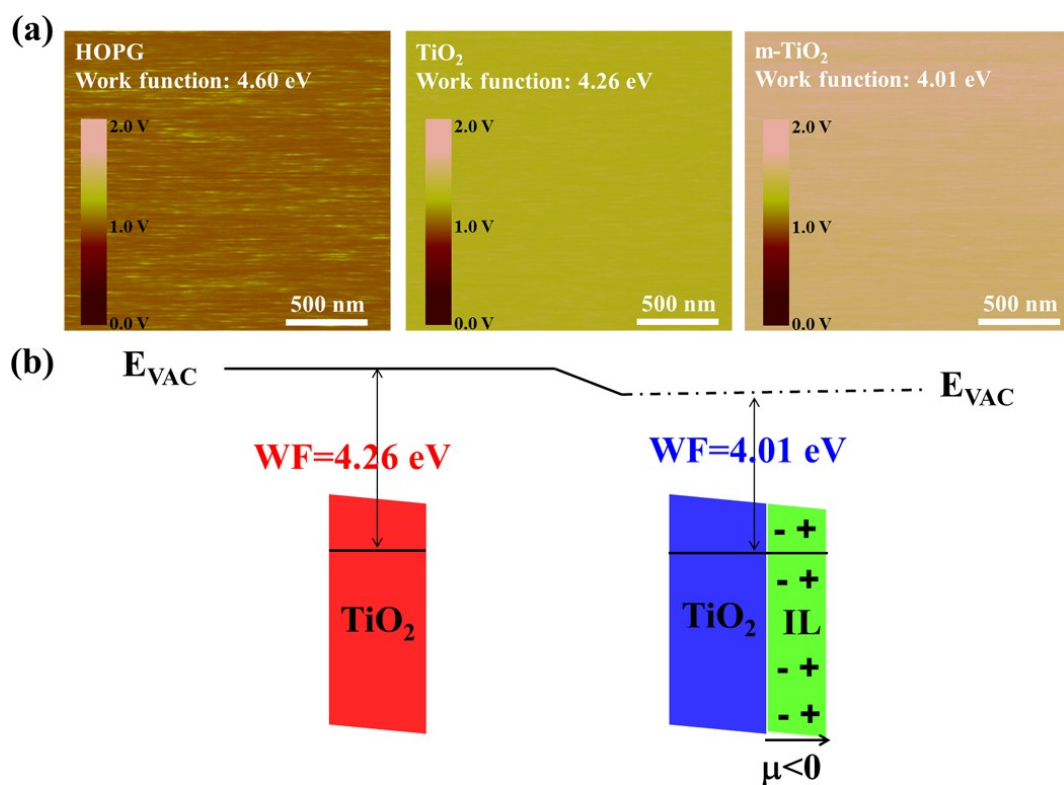 (a)
HOPG
Work function: 4.60 eV
2.0 V
1.0 V
0.0 V
500 nm
TiO₂
Work function: 4.26 eV
2.0 V
1.0 V
0.0 V
500 nm
m-TiO₂
Work function: 4.01 eV
2.0 V
1.0 V
0.0 V
500 nm
(b)
E_VAC
E_VAC
WF=4.26 eV
WF=4.01 eV
TiO₂
TiO₂
- +
- +
IL
- +
- +
μ<0